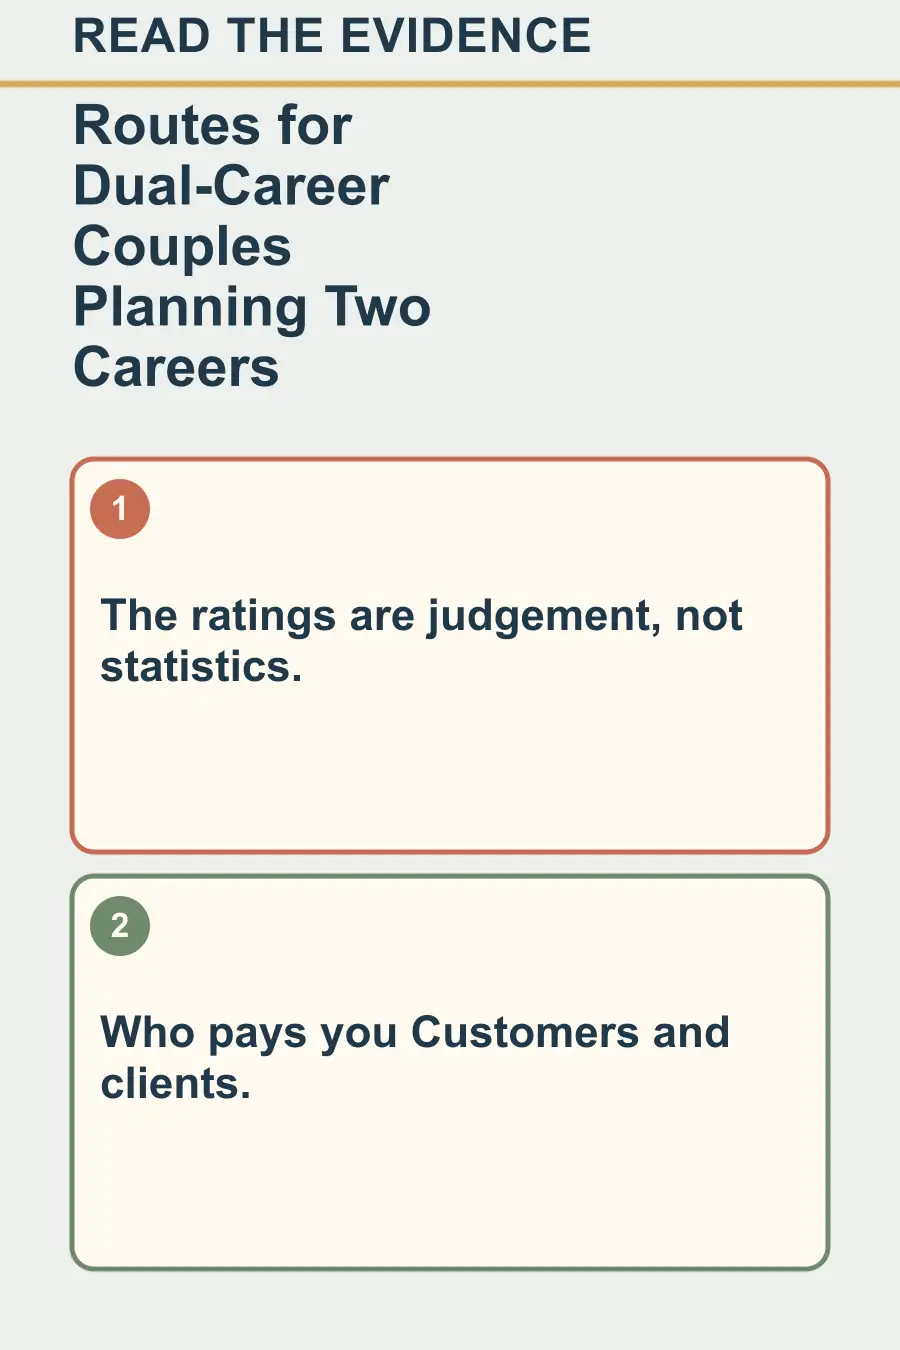 READ THE EVIDENCE
Routes for
Dual-Career
Couples
Planning Two
Careers
1
The ratings are judgement, not
statistics.
2
Who pays you Customers and
clients.